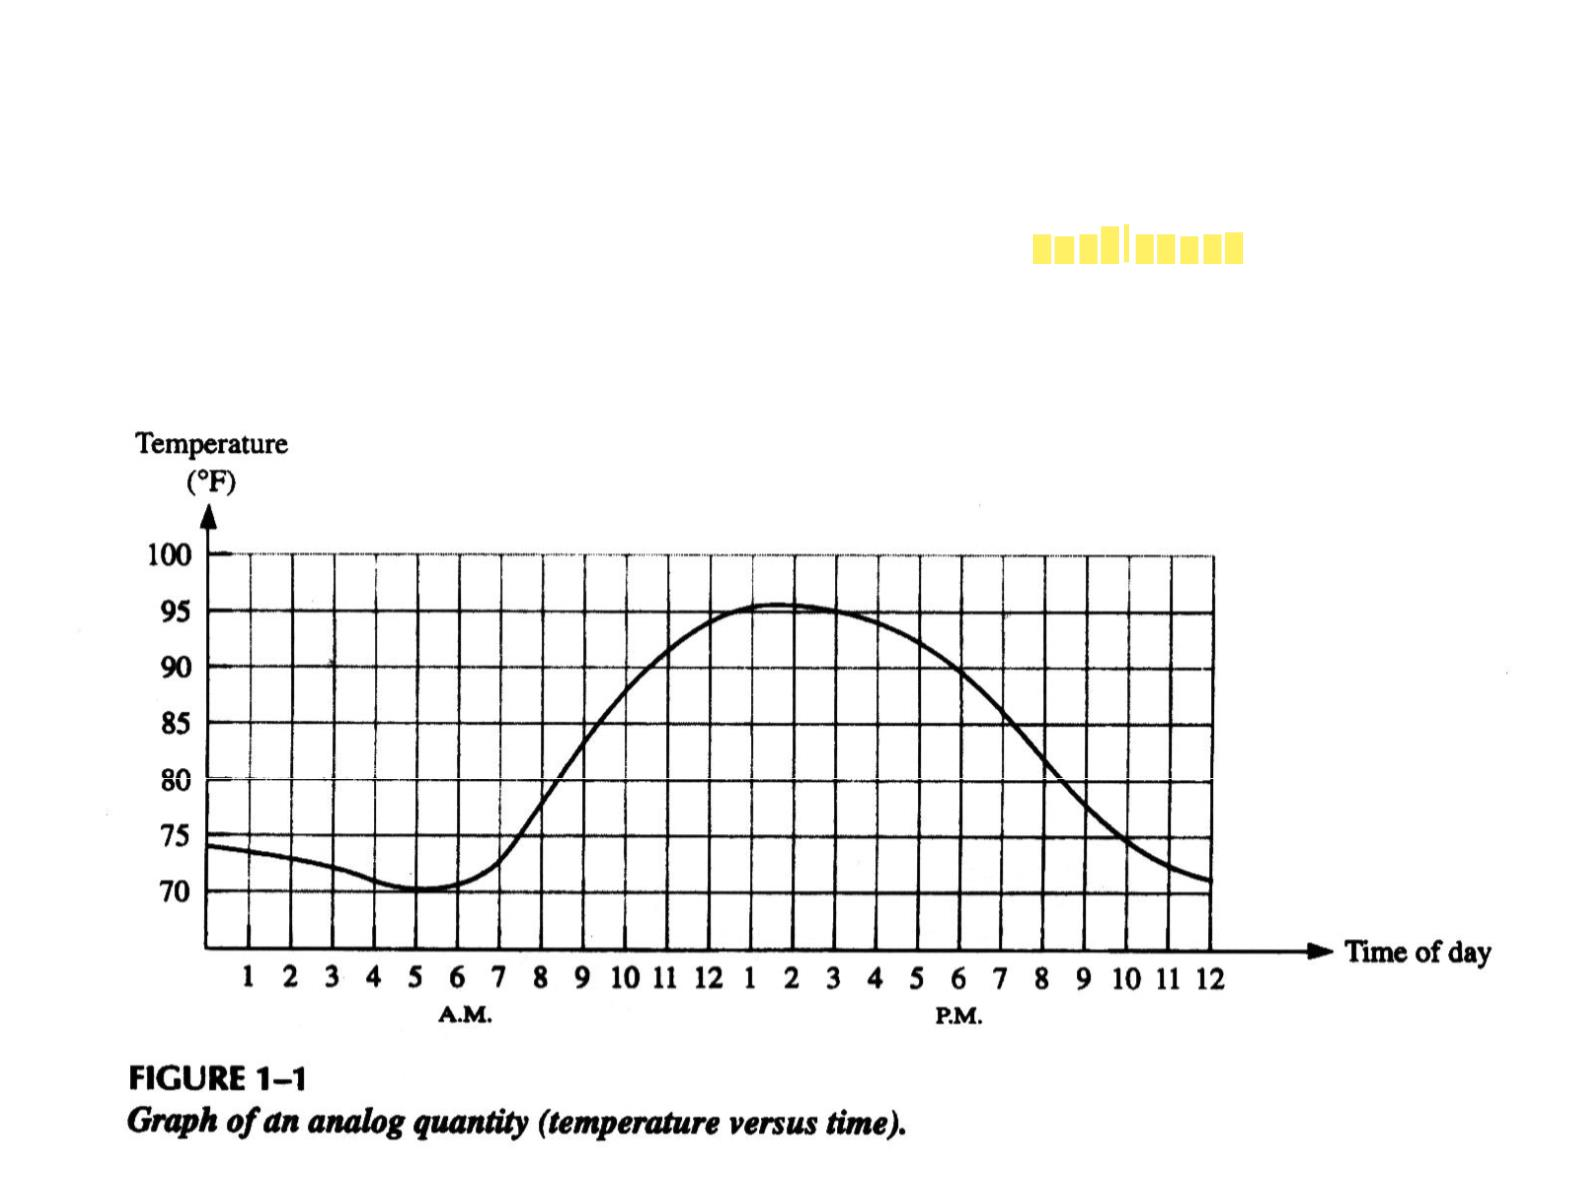 Temperature
(°F)
100
95
90
85
80
75
70
1 2 3 4 5 6 7 8 9 10 11 12 1 2 3 4 5 6 7 8 9 10 11 12
Time of day
A.M. P.M.
FIGURE 1–1
Graph of an analog quantity (temperature versus time).